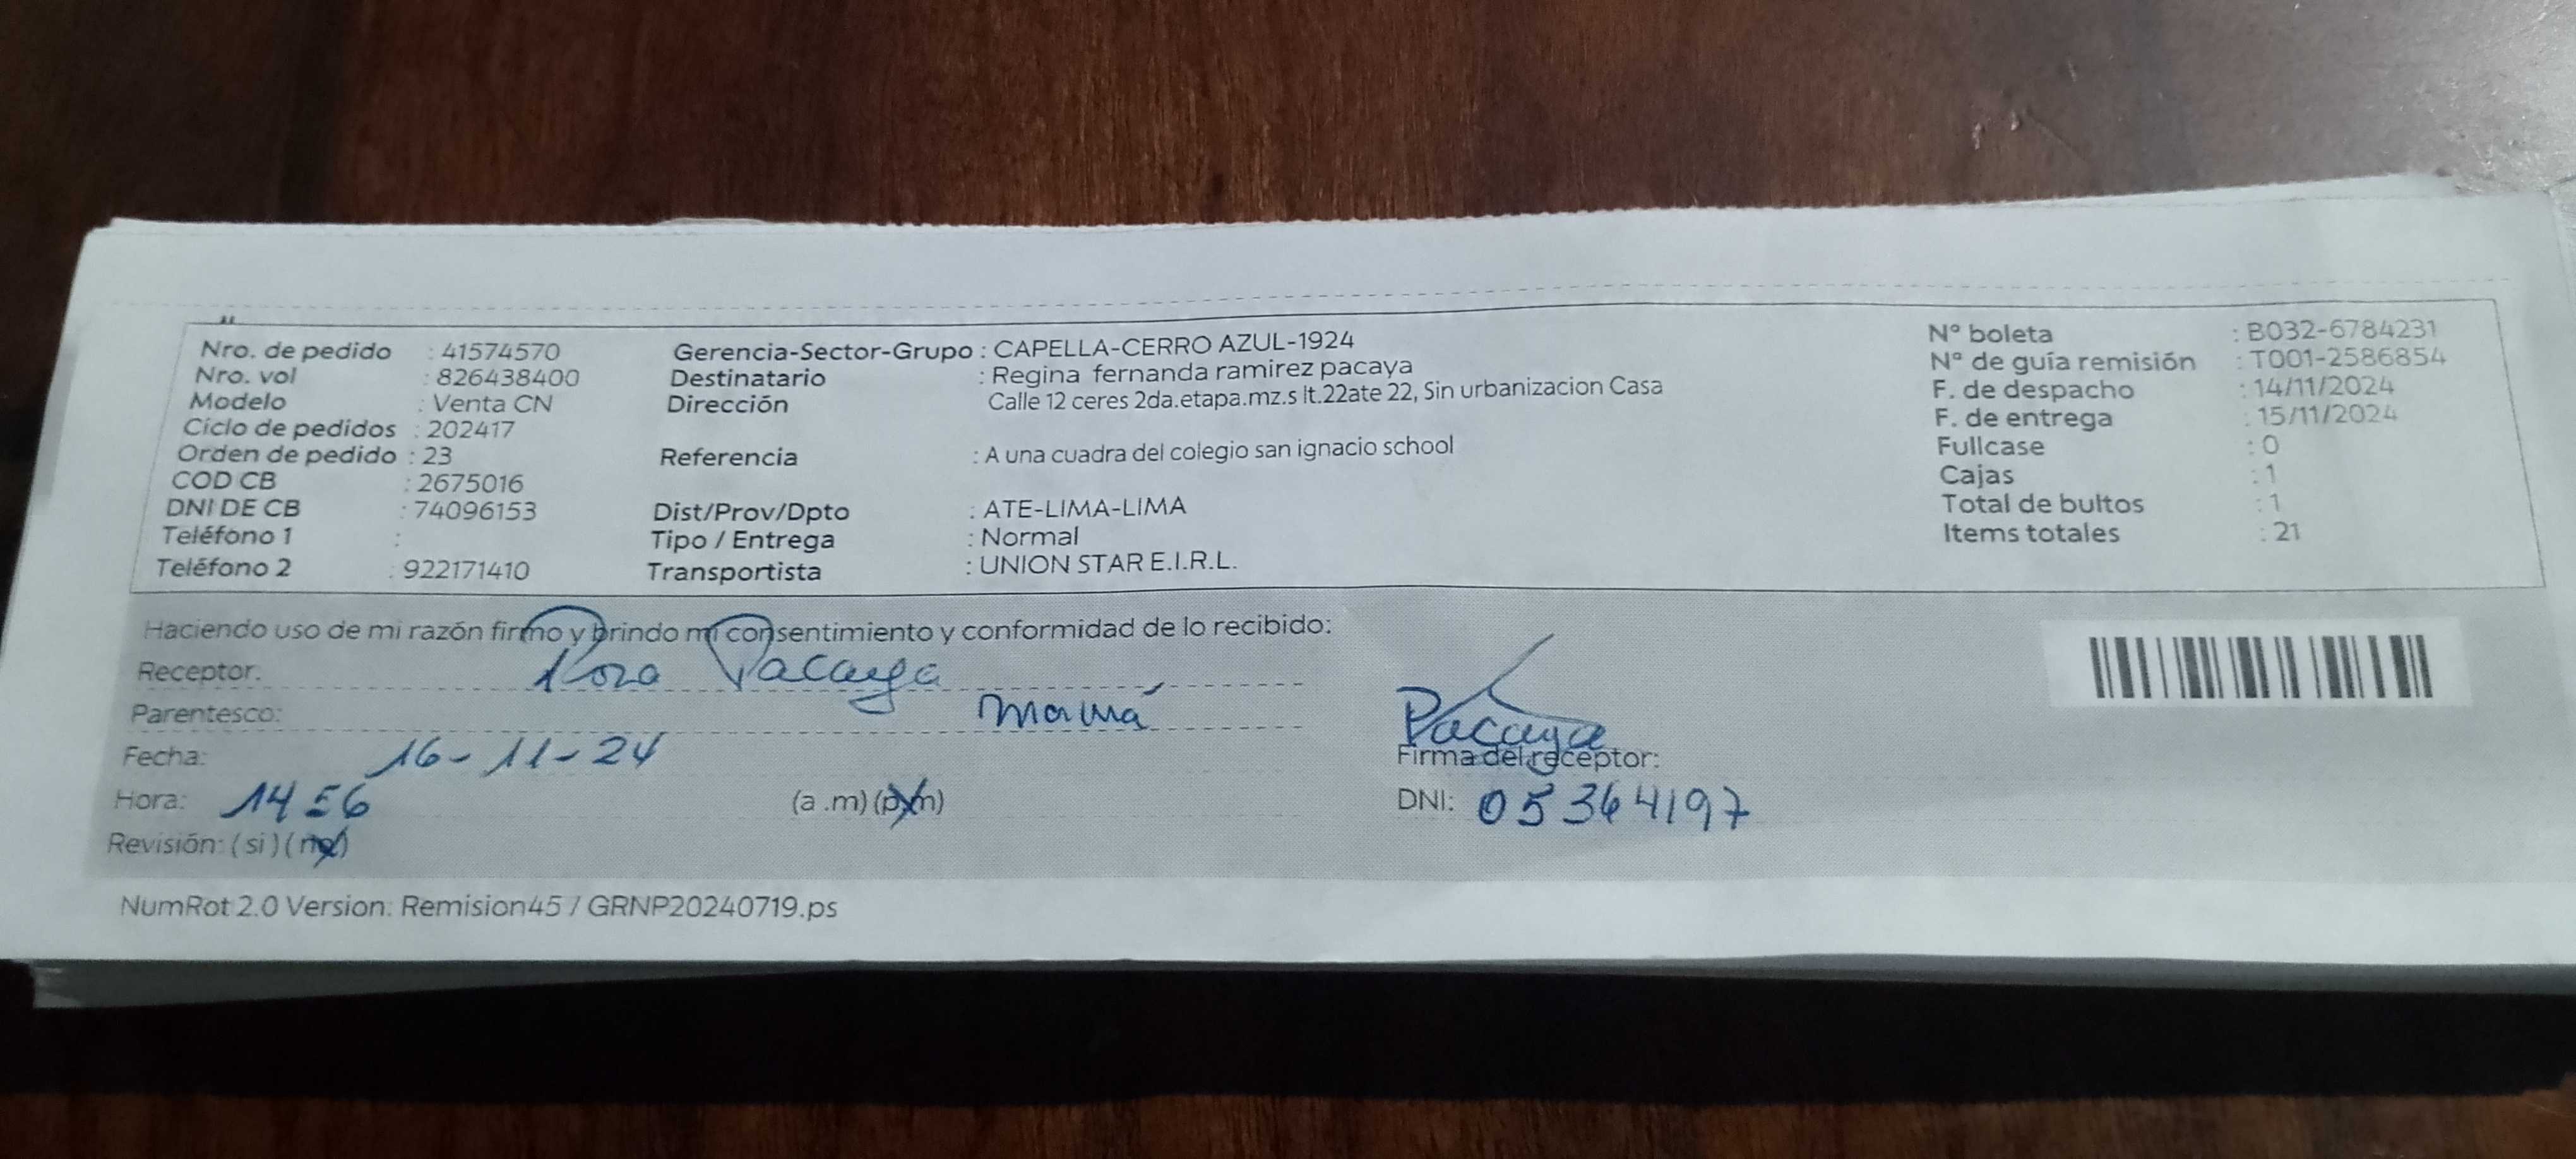 Nro. de pedido : 41574570
Nro. vol : 826438400
Modelo : Venta CN
Ciclo de pedidos : 202417
Orden de pedido : 23
COD CB : 2675016
DNI DE CB : 74096153
Teléfono 1 :
Teléfono 2 : 922171410
Gerencia-Sector-Grupo : CAPELLA-CERRO AZUL-1924
Destinatario : Regina fernanda ramirez pacaya
Dirección Calle 12 ceres 2da.etapa.mz.s lt.22ate 22, Sin urbanizacion Casa
Referencia : A una cuadra del colegio san ignacio school
Dist/Prov/Dpto : ATE-LIMA-LIMA
Tipo / Entrega : Normal
Transportista : UNION STAR E.I.R.L.
N° boleta : B032-6784231
N° de guía remisión : T001-2586854
F. de despacho : 14/11/2024
F. de entrega : 15/11/2024
Fullcase : 0
Cajas : 1
Total de bultos : 1
Items totales : 21
Haciendo uso de mi razón firmo y brindo mi consentimiento y conformidad de lo recibido:
Receptor: Rosa Pacaya
Parentesco: mamá
Fecha: 16-11-24
Hora: 14 56 (a .m) (p.m)
Revisión: ( si ) ( no )
Pacaya
Firma del receptor:
DNI: 05364197
NumRot 2.0 Version: Remision45 / GRNP20240719.ps